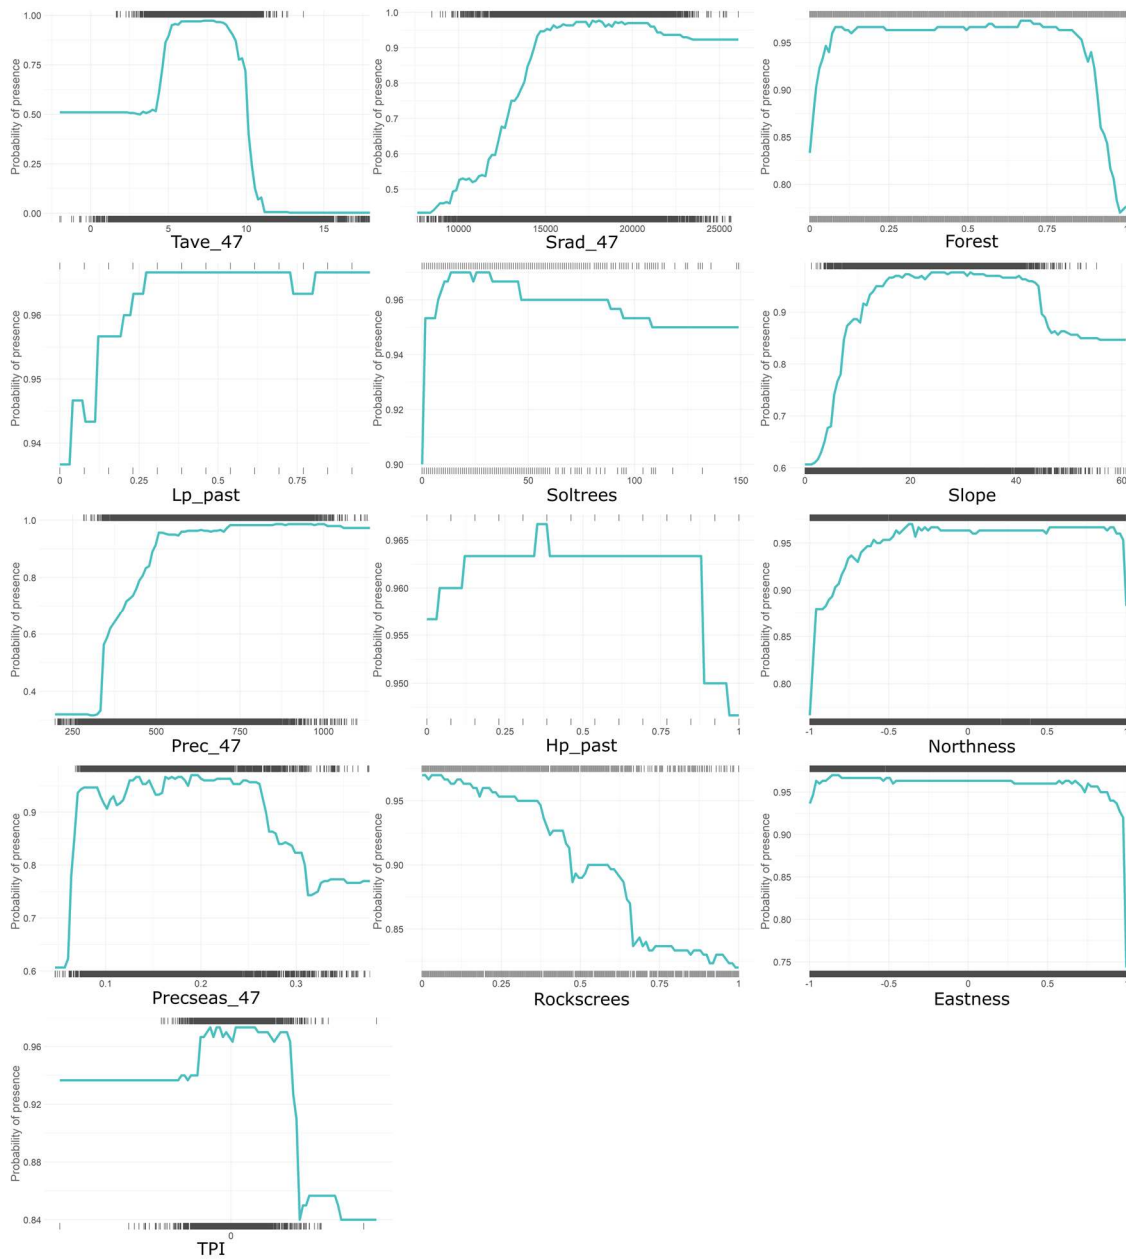 Probability of presence
1.00
0.75
0.50
0.25
0.00
0 5 10 15
Tave_47
Probability of presence
1.0
0.9
0.8
0.7
0.6
0.5
10000 15000 20000 25000
Srad_47
Probability of presence
0.95
0.90
0.85
0.80
0 0.25 0.5 0.75 1
Forest
Probability of presence
0.96
0.95
0.94
0 0.25 0.5 0.75
Lp_past
Probability of presence
0.96
0.94
0.92
0.90
0 50 100 150
Soltrees
Probability of presence
0.9
0.8
0.7
0.6
0 20 40 60
Slope
Probability of presence
1.0
0.8
0.6
0.4
250 500 750 1000
Prec_47
Probability of presence
0.965
0.960
0.955
0.950
0 0.25 0.5 0.75 1
Hp_past
Probability of presence
0.95
0.90
0.85
0.80
-1 -0.5 0 0.5 1
Northness
Probability of presence
0.9
0.8
0.7
0.6
0.1 0.2 0.3
Precseas_47
Probability of presence
0.95
0.90
0.85
0 0.25 0.5 0.75 1
Rockscrees
Probability of presence
0.95
0.90
0.85
0.80
0.75
-1 -0.5 0 0.5 1
Eastness
Probability of presence
0.96
0.92
0.88
0.84
0
TPI